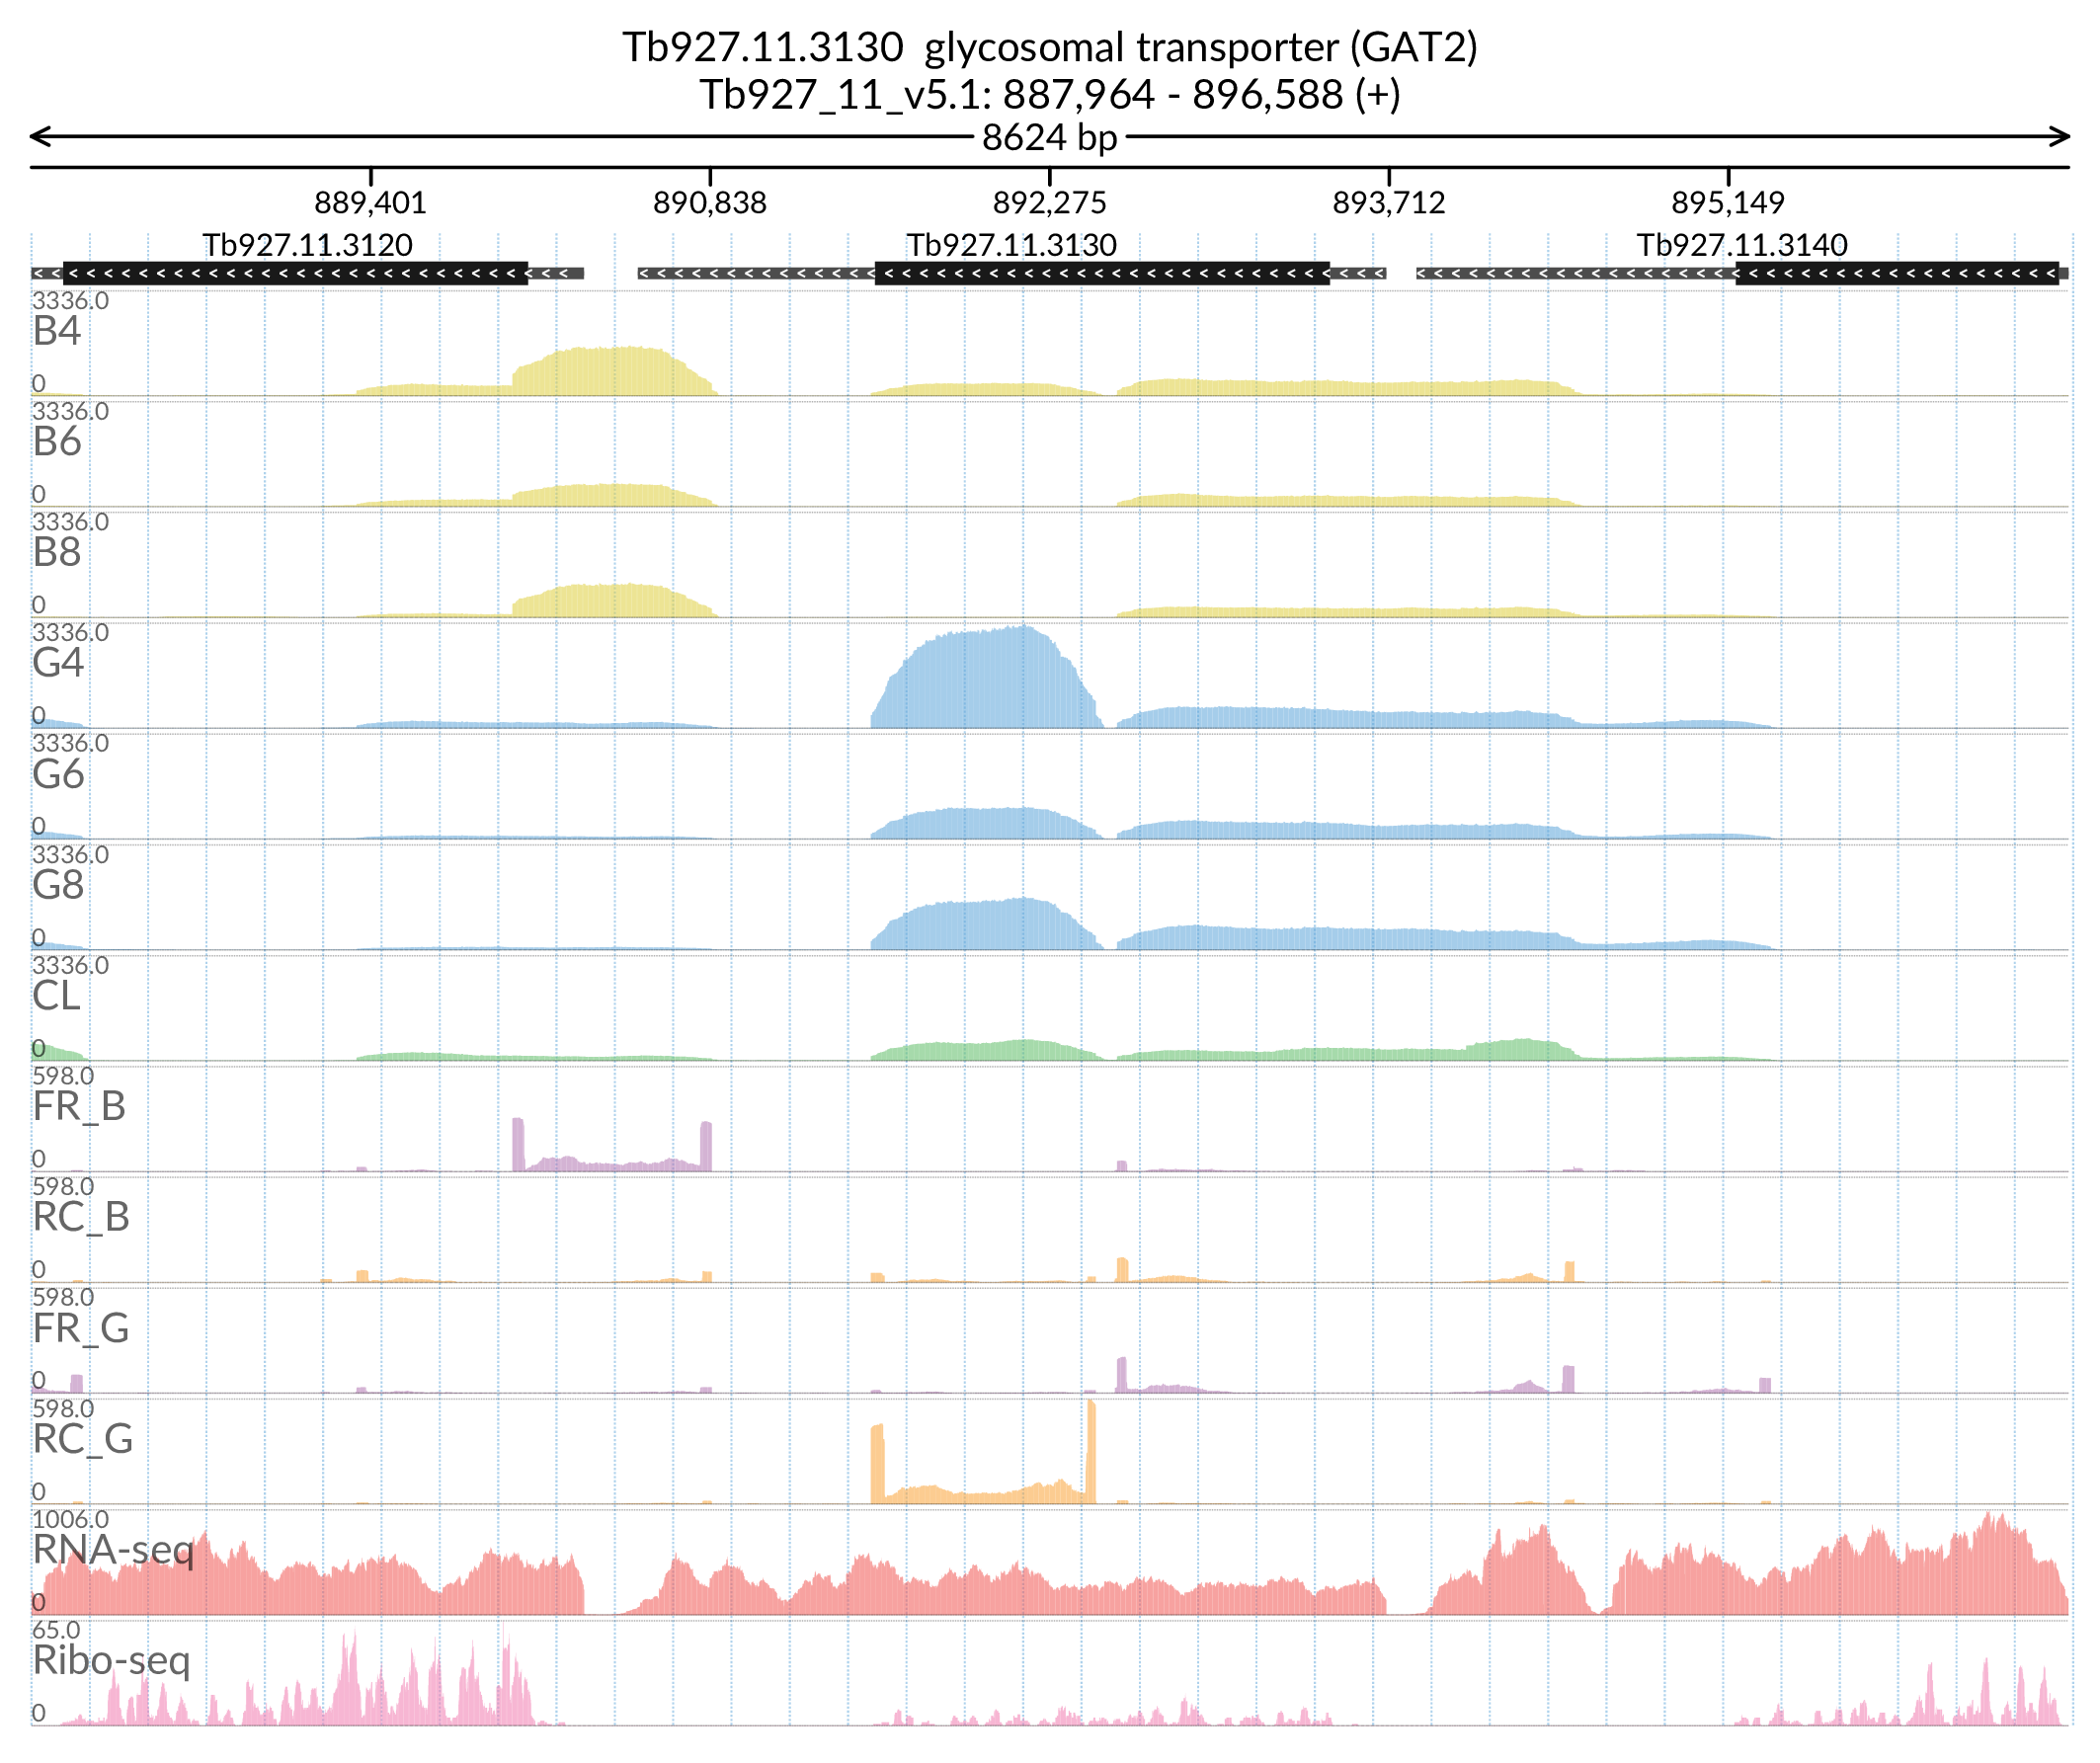 Tb927.11.3130 glycosomal transporter (GAT2)
Tb927_11_v5.1: 887,964 - 896,588 (+)
8624 bp
889,401 890,838 892,275 893,712 895,149
Tb927.11.3120 Tb927.11.3130 Tb927.11.3140
3336.0
B4
0
3336.0
B6
0
3336.0
B8
0
3336.0
G4
0
3336.0
G6
0
3336.0
G8
0
3336.0
CL
0
598.0
FR_B
0
598.0
RC_B
0
598.0
FR_G
0
598.0
RC_G
0
1006.0
RNA-seq
0
65.0
Ribo-seq
0